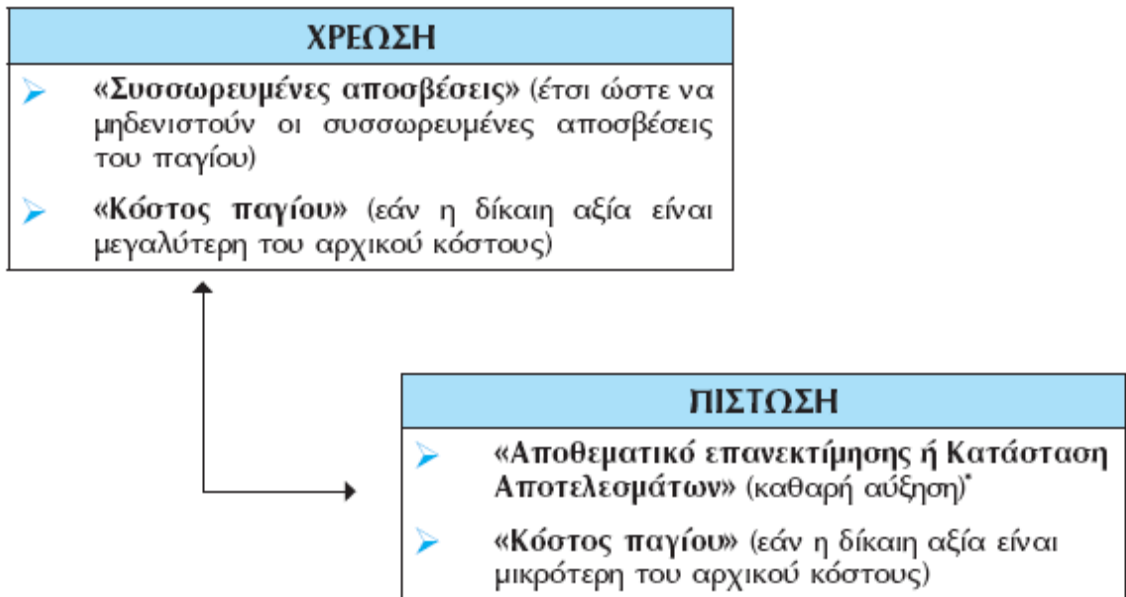 ΧΡΕΩΣΗ
➢ «Συσσωρευμένες αποσβέσεις» (έτσι ώστε να
μηδενιστούν οι συσσωρευμένες αποσβέσεις
του παγίου)
➢ «Κόστος παγίου» (εάν η δίκαιη αξία είναι
μεγαλύτερη του αρχικού κόστους)
ΠΙΣΤΩΣΗ
➢ «Αποθεματικό επανεκτίμησης ή Κατάσταση
Αποτελεσμάτων» (καθαρή αύξηση)*
➢ «Κόστος παγίου» (εάν η δίκαιη αξία είναι
μικρότερη του αρχικού κόστους)